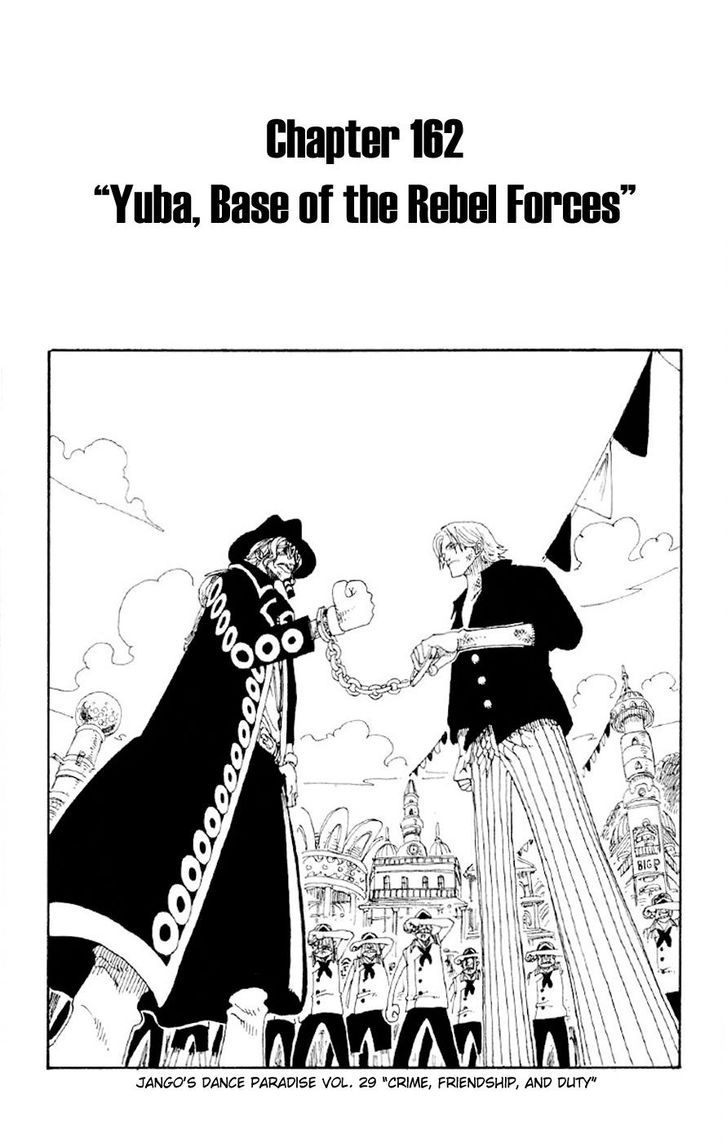 Chapter 162
“Yuba, Base of the Rebel Forces”
BIG P
JANGO'S DANCE PARADISE VOL. 29 "CRIME, FRIENDSHIP, AND DUTY"